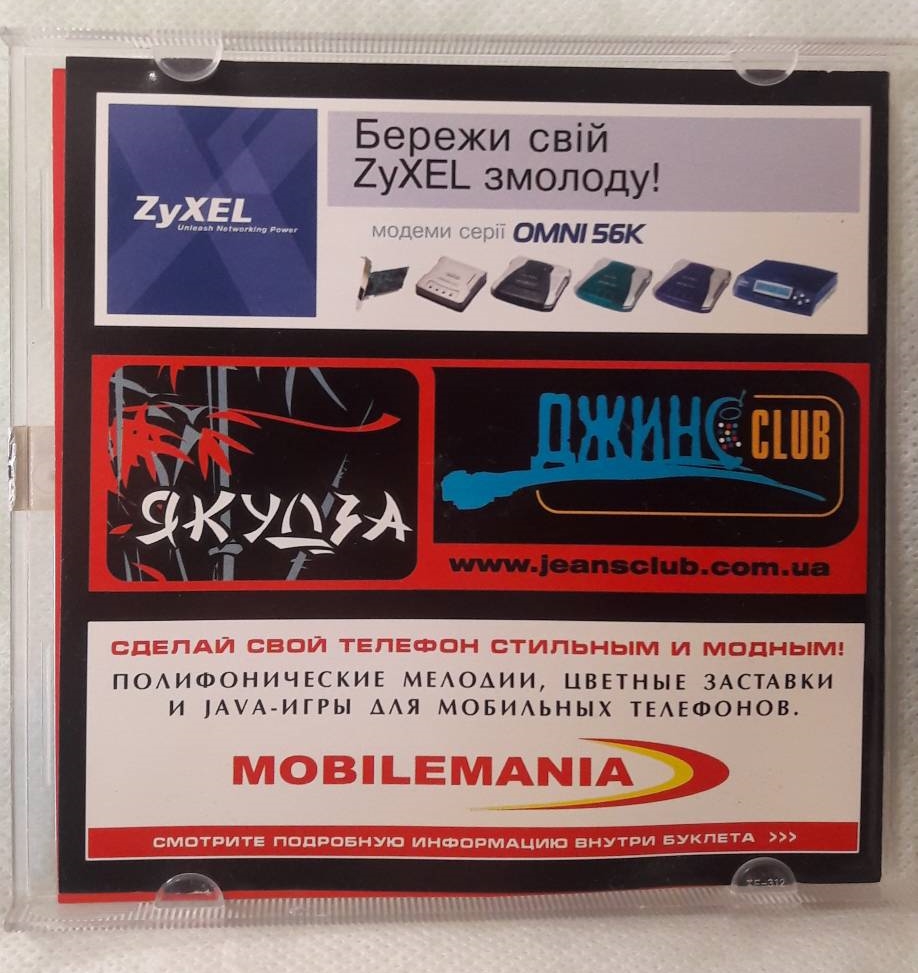 ZyXEL
Unleash Networking Power
Бережи свій
ZyXEL змолоду!
модеми серії OMNI 56K
ЯКУДЗА
ДЖИНС CLUB
www.jeansclub.com.ua
СДЕЛАЙ СВОЙ ТЕЛЕФОН СТИЛЬНЫМ И МОДНЫМ!
ПОЛИФОНИЧЕСКИЕ МЕЛОДИИ, ЦВЕТНЫЕ ЗАСТАВКИ
И JAVA-ИГРЫ ДЛЯ МОБИЛЬНЫХ ТЕЛЕФОНОВ.
MOBILEMANIA
СМОТРИТЕ ПОДРОБНУЮ ИНФОРМАЦИЮ ВНУТРИ БУКЛЕТА >>>